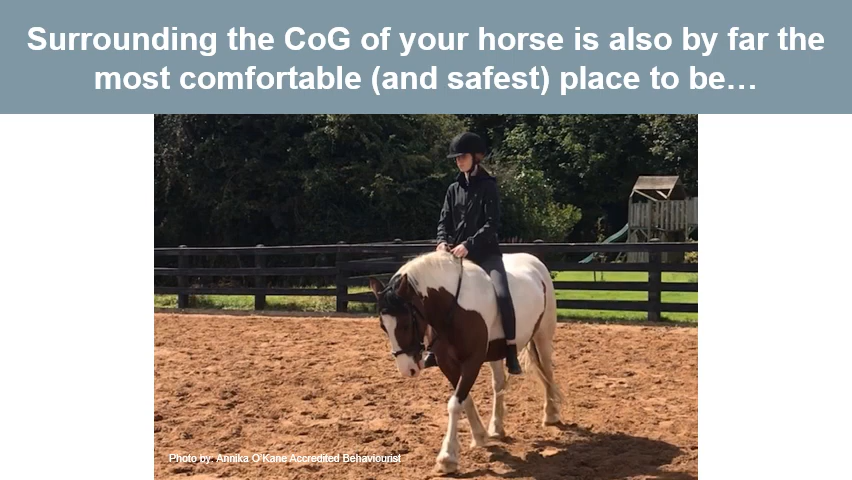 Surrounding the CoG of your horse is also by far the
most comfortable (and safest) place to be…
Photo by: Annika O'Kane Accredited Behaviourist